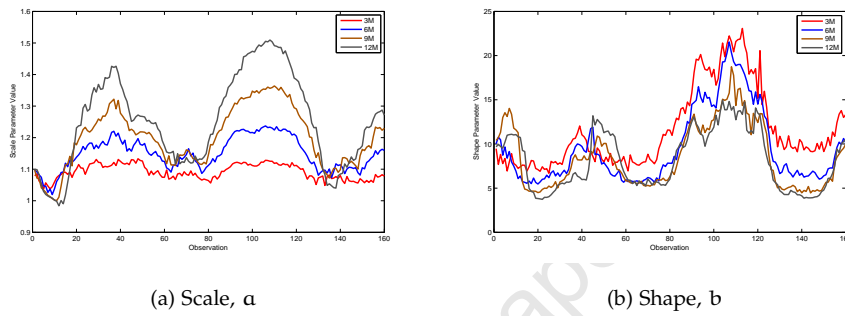 1.6
1.5
1.4
1.3
1.2
1.1
1
0.9
Scale Parameter Value
0 20 40 60 80 100 120 140 160
Observation
3M
6M
9M
12M
(a) Scale, a
25
20
15
10
5
0
Shape Parameter Value
0 20 40 60 80 100 120 140 160
Observation
3M
6M
9M
12M
(b) Shape, b